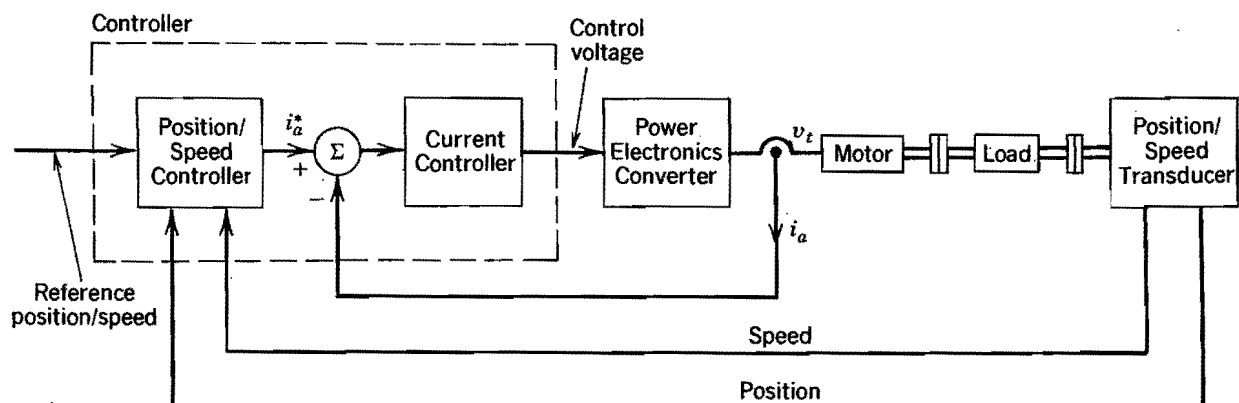 Controller
Control
voltage
Position/
Speed
Controller
i*a
+
Σ
−
Current
Controller
Power
Electronics
Converter
vt
Motor
Load
Position/
Speed
Transducer
ia
Reference
position/speed
Speed
Position